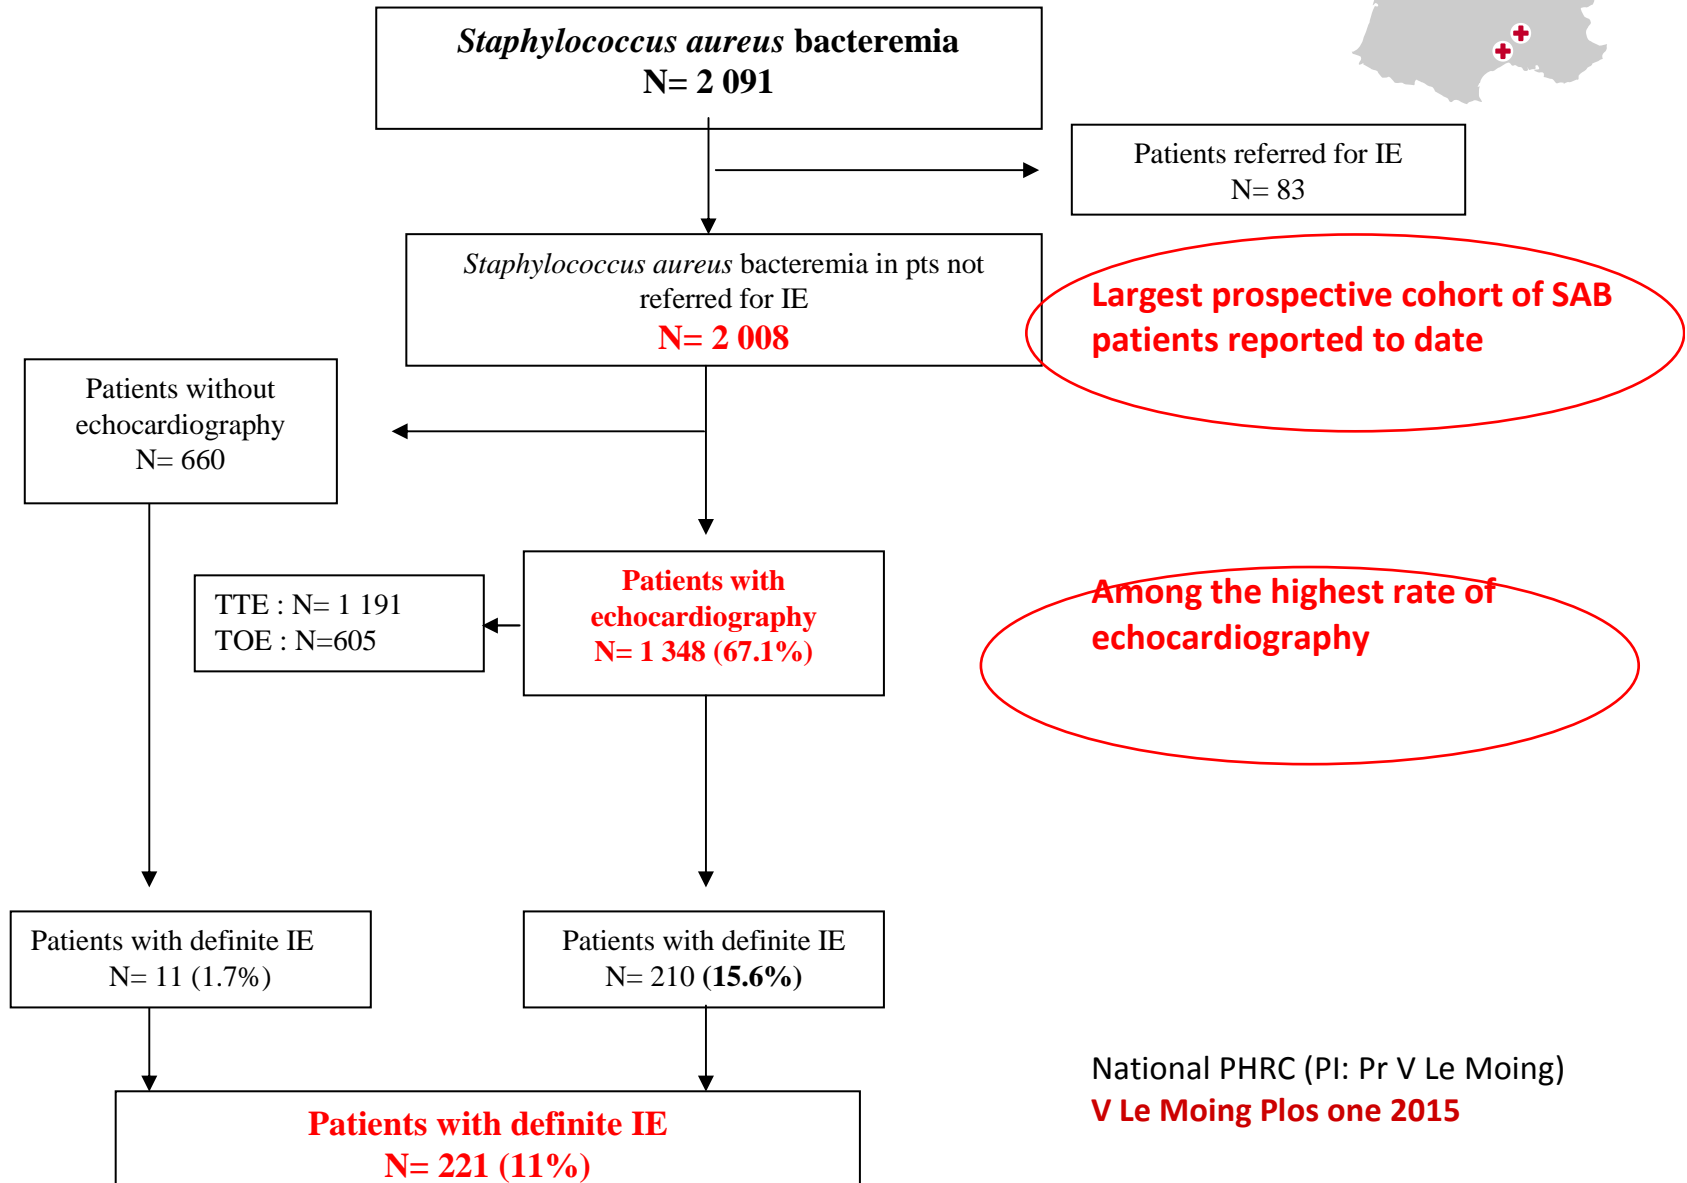 Staphylococcus aureus bacteremia
N= 2 091
Patients referred for IE
N= 83
Staphylococcus aureus bacteremia in pts not
referred for IE
N= 2 008
Largest prospective cohort of SAB
patients reported to date
Patients without
echocardiography
N= 660
Patients with
echocardiography
N= 1 348 (67.1%)
TTE : N= 1 191
TOE : N=605
Among the highest rate of
echocardiography
Patients with definite IE
N= 11 (1.7%)
Patients with definite IE
N= 210 (15.6%)
National PHRC (PI: Pr V Le Moing)
V Le Moing Plos one 2015
Patients with definite IE
N= 221 (11%)